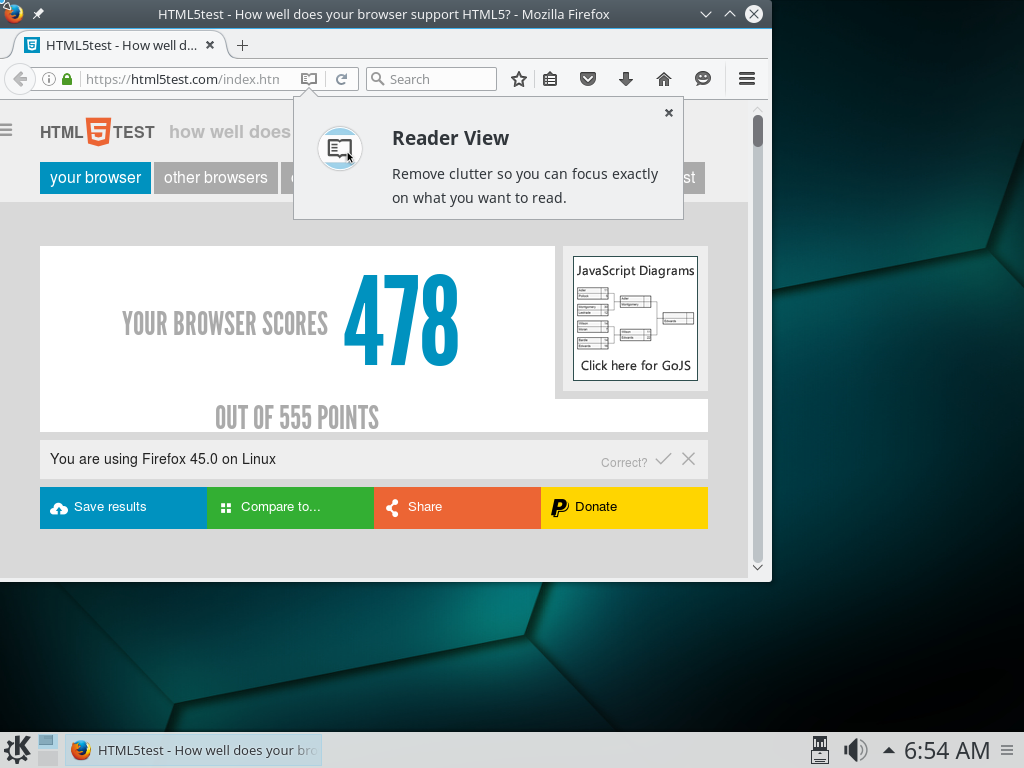 HTML5test - How well does your browser support HTML5? - Mozilla Firefox
HTML5test - How well d...
https://html5test.com/index.htn
Search
Reader View
Remove clutter so you can focus exactly
on what you want to read.
HTML 5 TEST how well does
your browser
other browsers
st
JavaScript Diagrams
Click here for GoJS
YOUR BROWSER SCORES 478
OUT OF 555 POINTS
You are using Firefox 45.0 on Linux
Correct?
Save results
Compare to...
Share
Donate
HTML5test - How well does your bro
6:54 AM